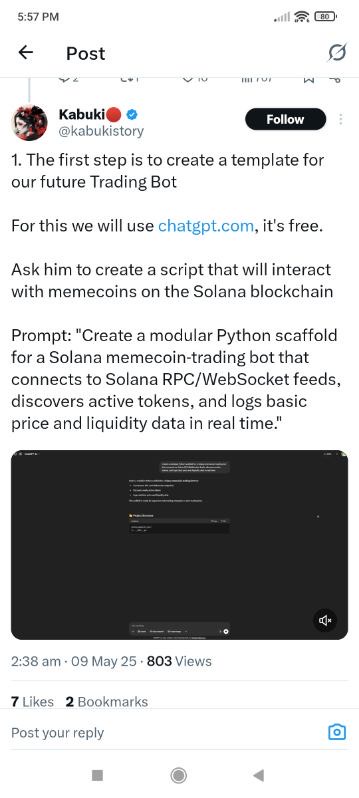 5:57 PM
80
Post
2
1
10
767
Kabuki
@kabukistory
Follow
1. The first step is to create a template for
our future Trading Bot
For this we will use chatgpt.com, it's free.
Ask him to create a script that will interact
with memecoins on the Solana blockchain
Prompt: "Create a modular Python scaffold
for a Solana memecoin-trading bot that
connects to Solana RPC/WebSocket feeds,
discovers active tokens, and logs basic
price and liquidity data in real time."
2:38 am · 09 May 25 · 803 Views
7 Likes 2 Bookmarks
Post your reply